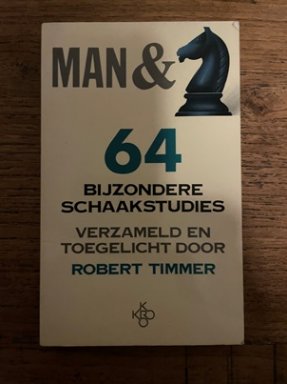 MAN &
64
BIJZONDERE
SCHAAKSTUDIES
VERZAMELD EN
TOEGELICHT DOOR
ROBERT TIMMER